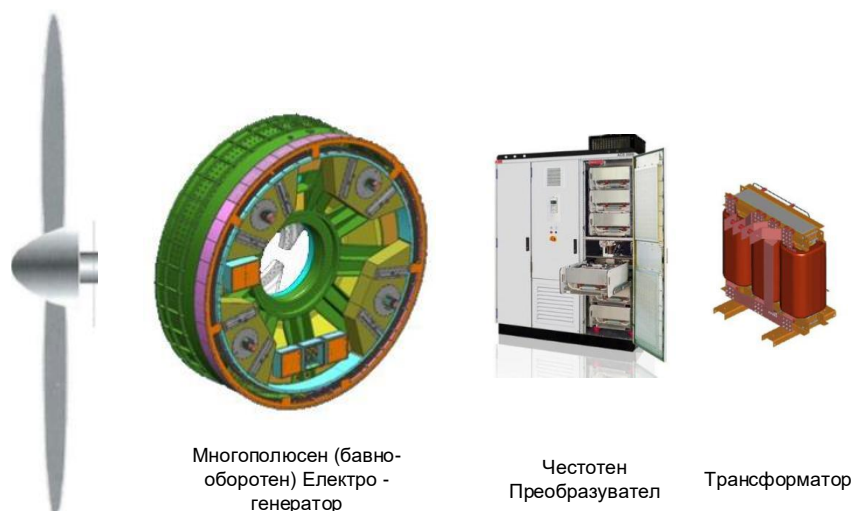 Многополюсен (бавно-
оборотен) Електро -
генератор
Честотен
Преобразувател
Трансформатор